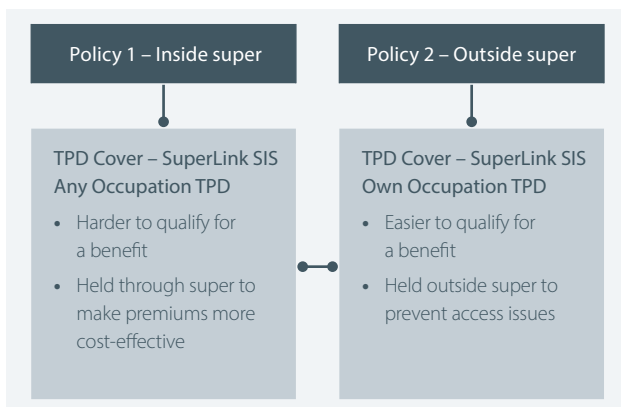 Policy 1 – Inside super
TPD Cover – SuperLink SIS
Any Occupation TPD
• Harder to qualify for
a benefit
• Held through super to
make premiums more
cost-effective
Policy 2 – Outside super
TPD Cover – SuperLink SIS
Own Occupation TPD
• Easier to qualify for
a benefit
• Held outside super to
prevent access issues